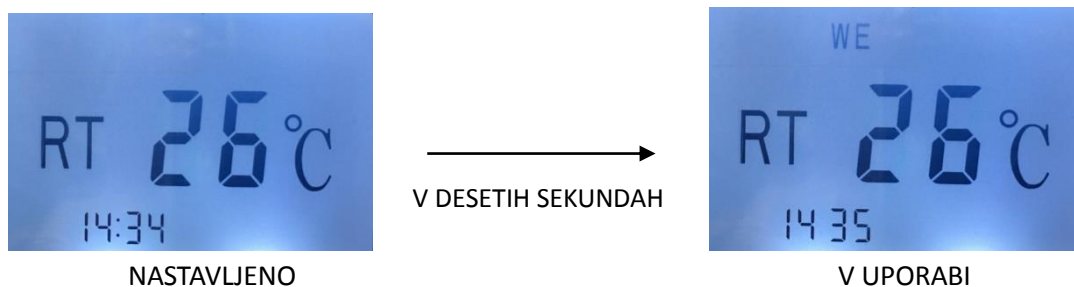 RT 26°C
14:34
NASTAVLJENO
V DESETIH SEKUNDAH
WE
RT 26°C
14 35
V UPORABI